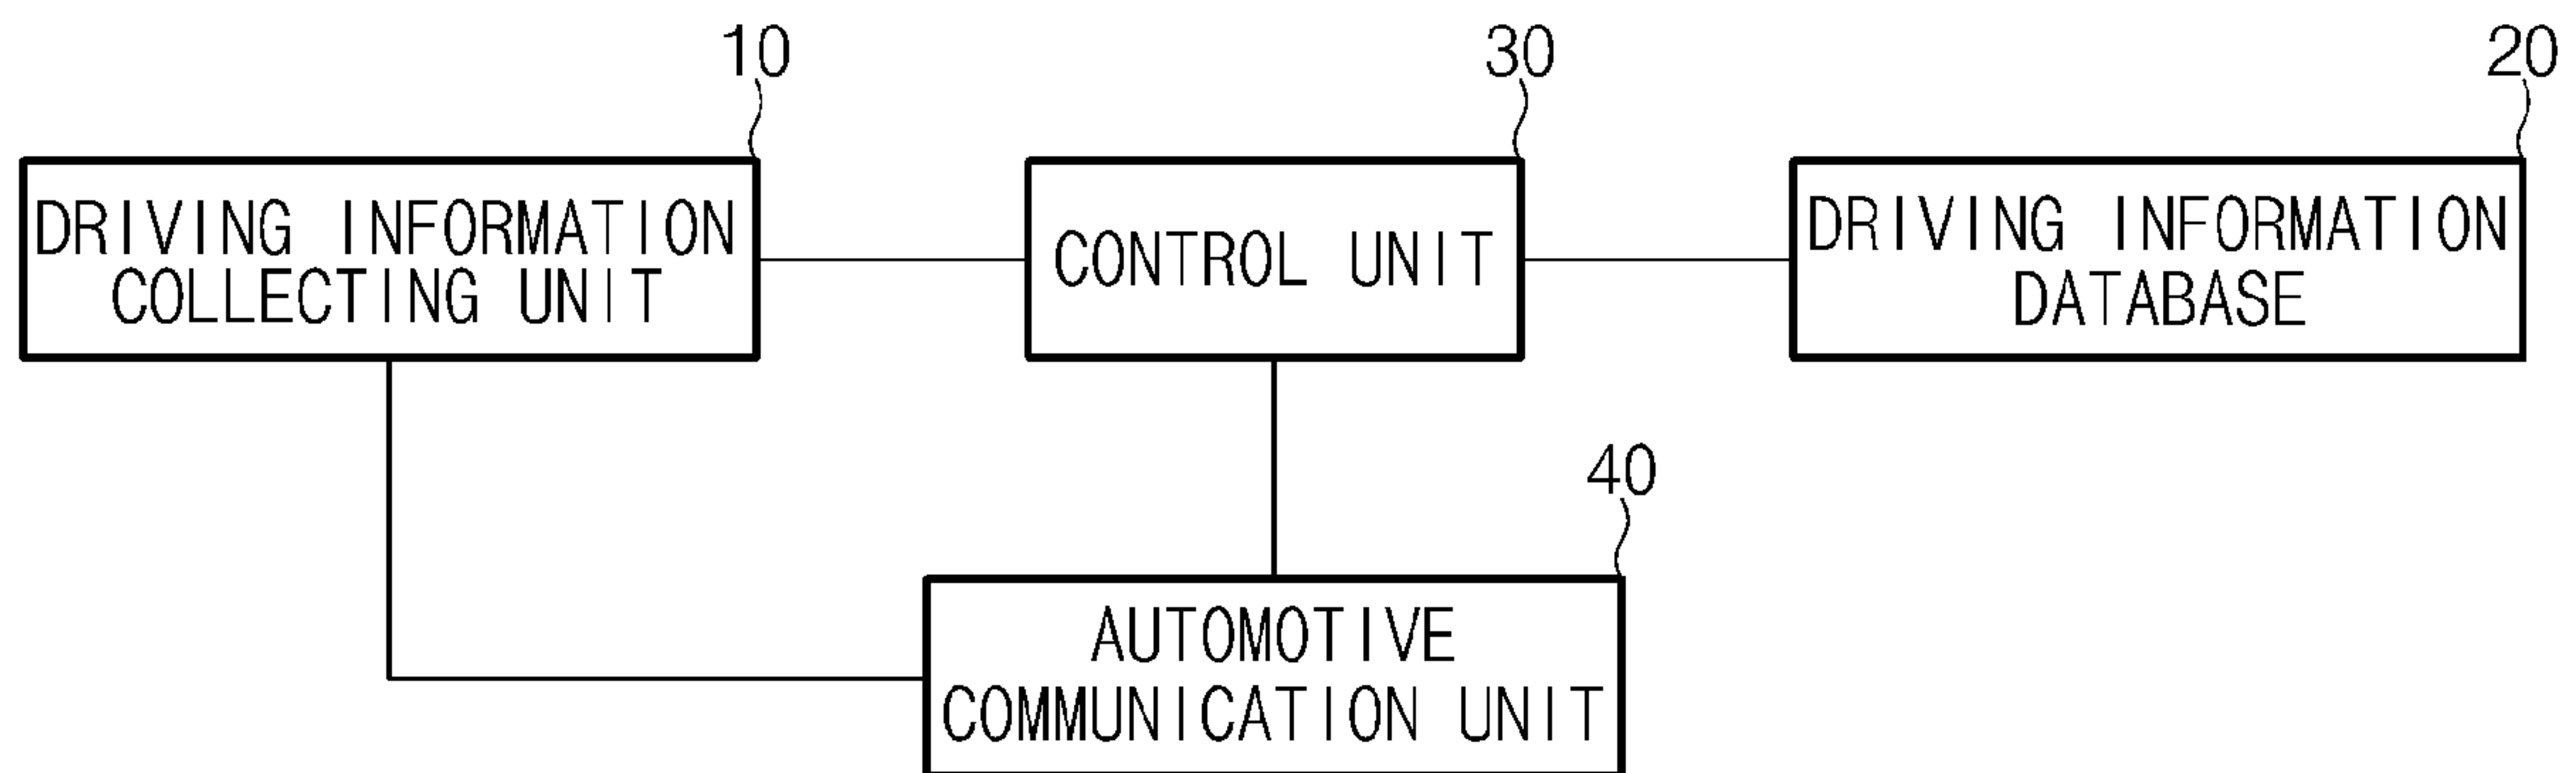 10
30
20
DRIVING INFORMATION
COLLECTING UNIT
CONTROL UNIT
DRIVING INFORMATION
DATABASE
40
AUTOMOTIVE
COMMUNICATION UNIT